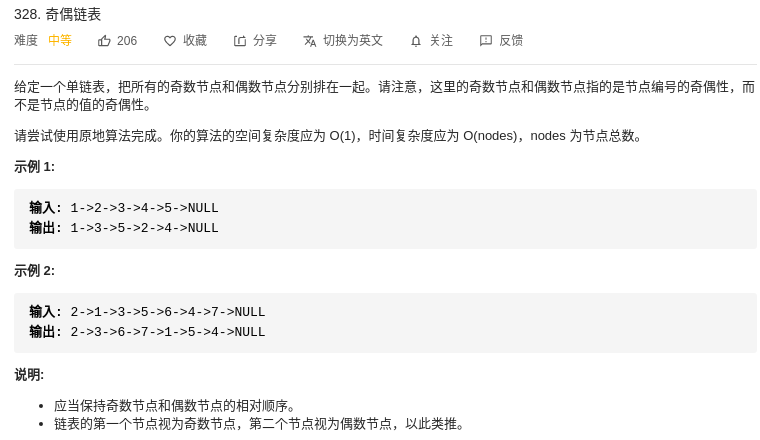 328. 奇偶链表
难度 中等 206 收藏 分享 切换为英文 关注 反馈
给定一个单链表，把所有的奇数节点和偶数节点分别排在一起。请注意，这里的奇数节点和偶数节点指的是节点编号的奇偶性，而
不是节点的值的奇偶性。
请尝试使用原地算法完成。你的算法的空间复杂度应为 O(1)，时间复杂度应为 O(nodes)，nodes 为节点总数。
示例 1:
输入: 1->2->3->4->5->NULL
输出: 1->3->5->2->4->NULL
示例 2:
输入: 2->1->3->5->6->4->7->NULL
输出: 2->3->6->7->1->5->4->NULL
说明:
• 应当保持奇数节点和偶数节点的相对顺序。
• 链表的第一个节点视为奇数节点，第二个节点视为偶数节点，以此类推。